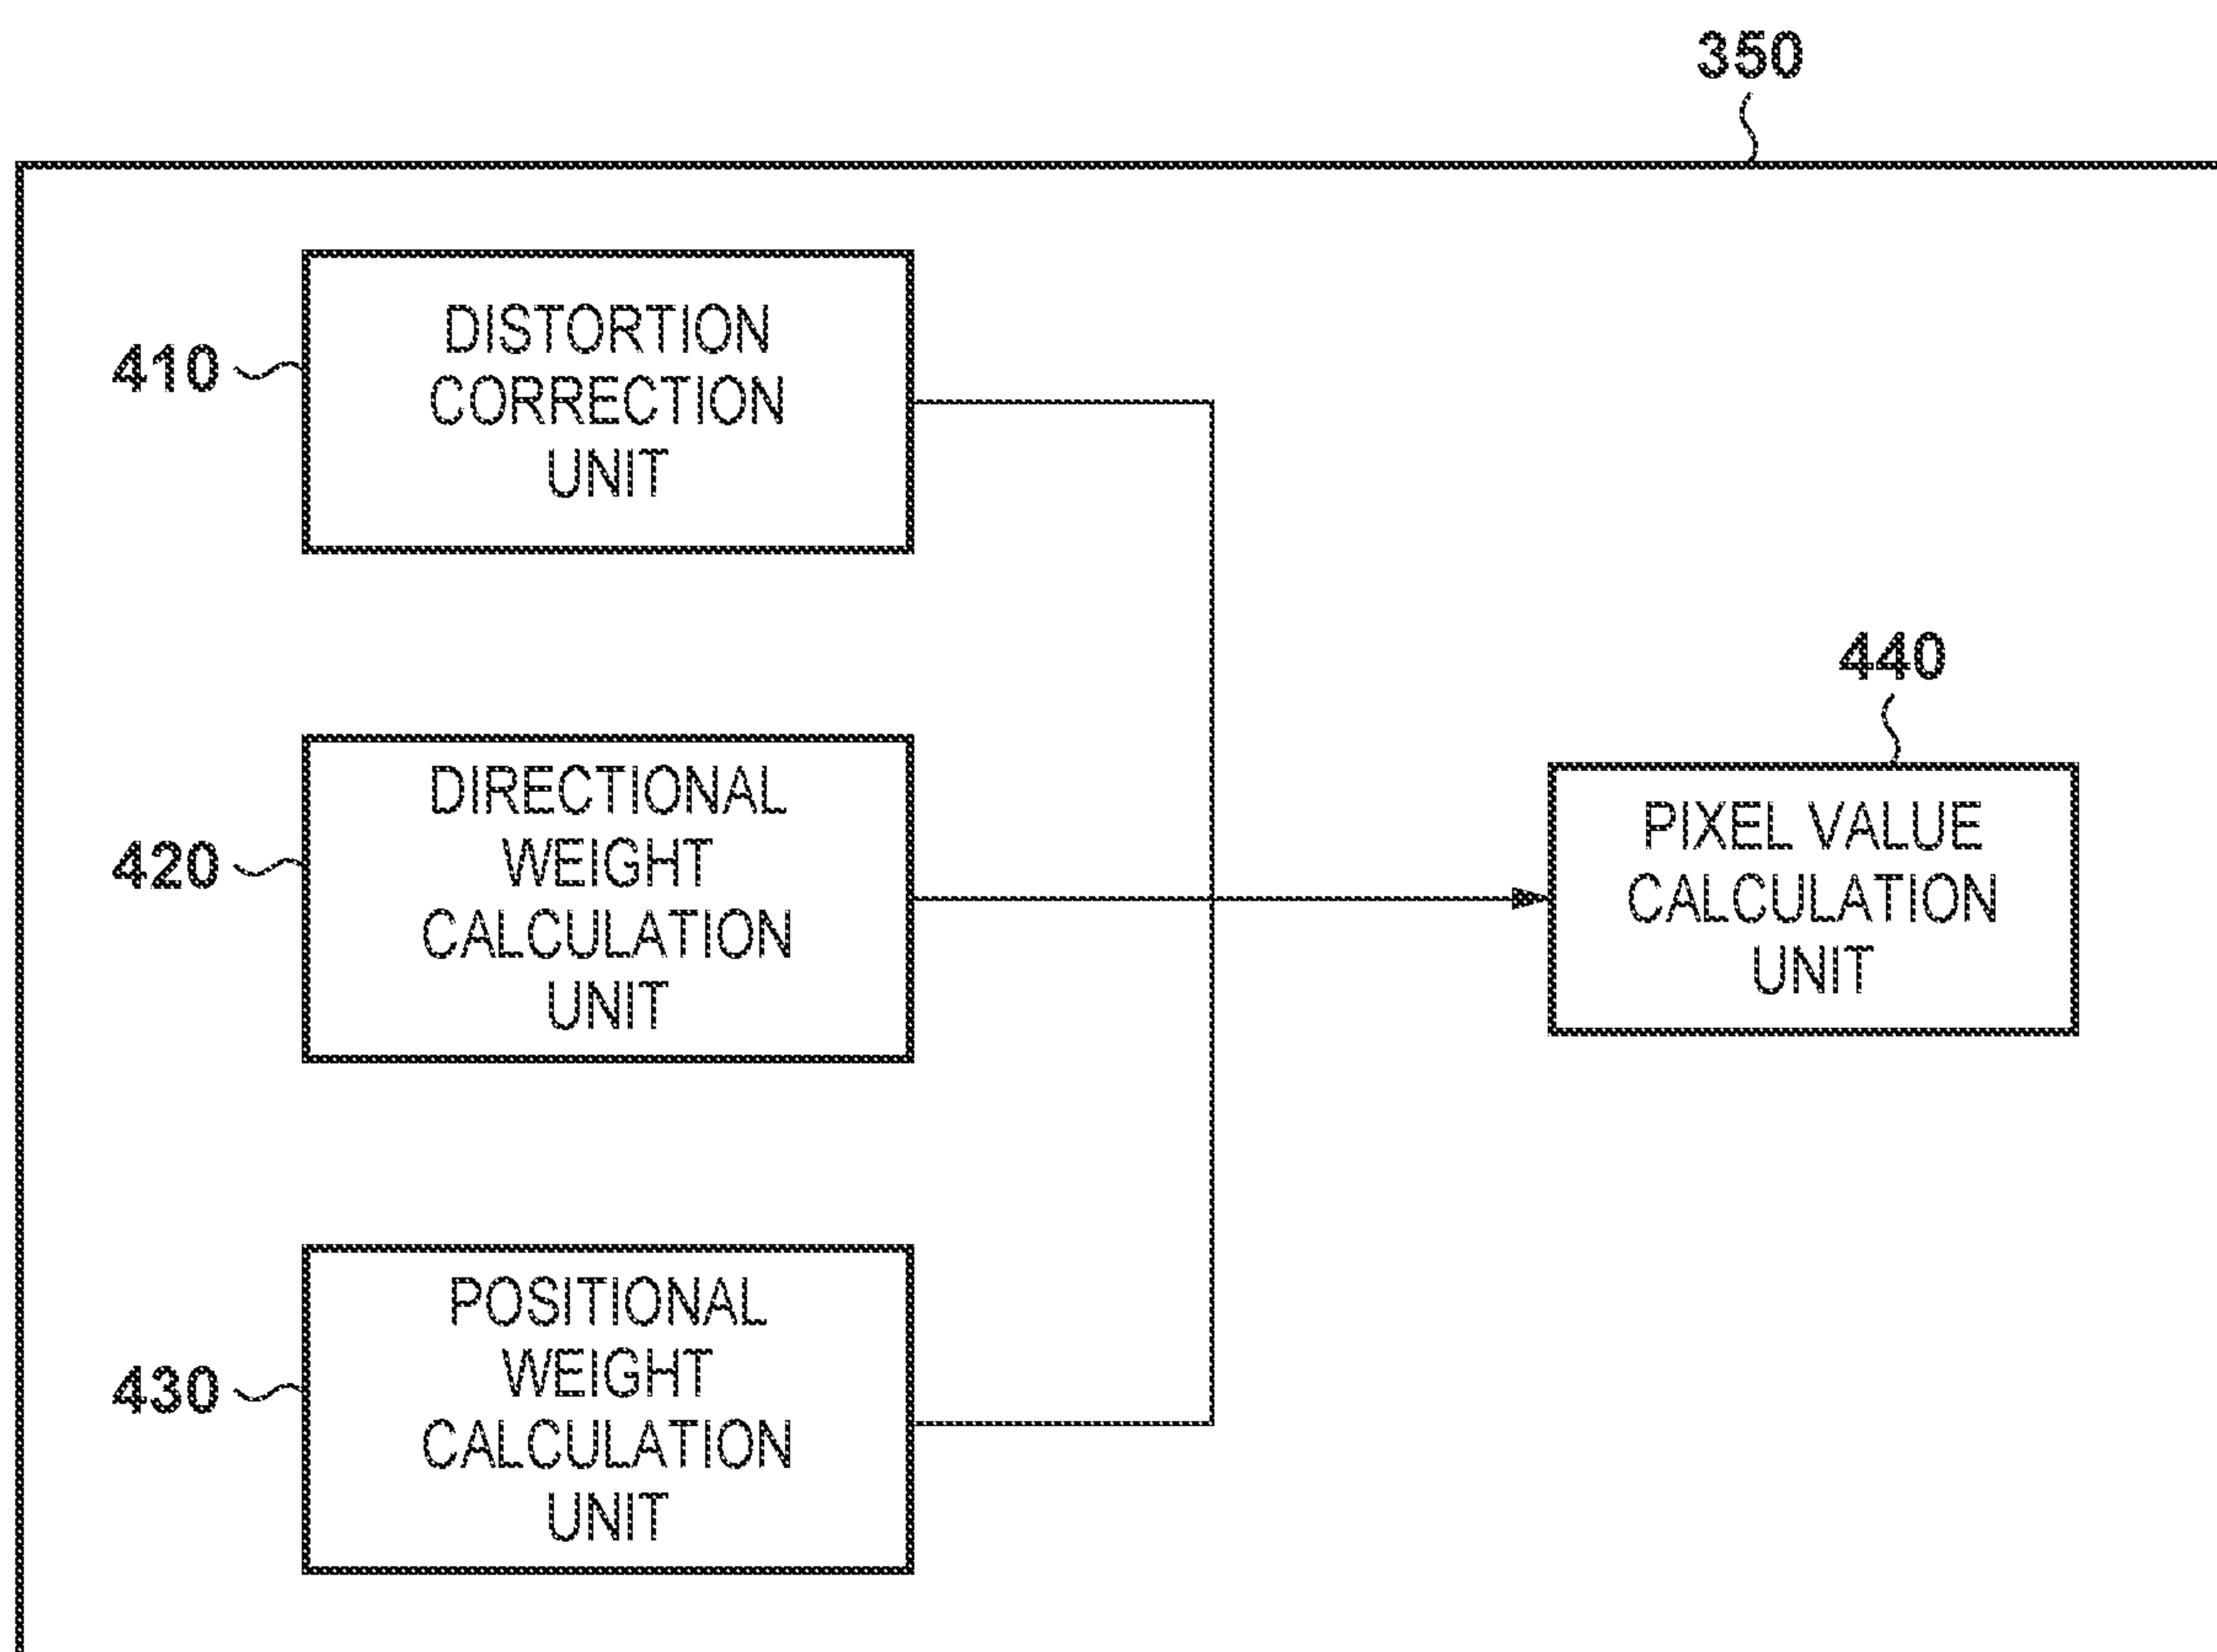 350
410
DISTORTION
CORRECTION
UNIT
420
DIRECTIONAL
WEIGHT
CALCULATION
UNIT
440
PIXEL VALUE
CALCULATION
UNIT
430
POSITIONAL
WEIGHT
CALCULATION
UNIT